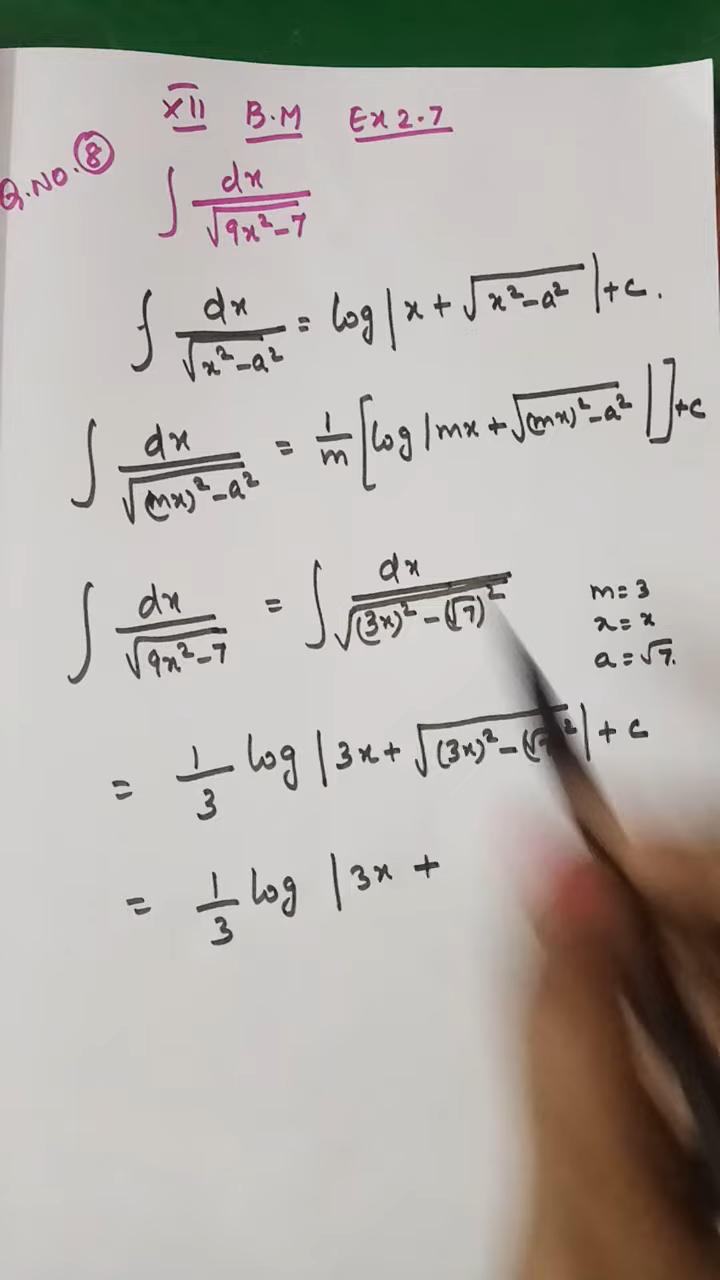 XII B.M Ex 2.7
Q.NO. 8
∫ dx / √(9x²-7)
∫ dx / √(x²-a²) = log |x + √(x²-a²)| + c.
∫ dx / √((mx)²-a²) = 1/m [log |mx + √((mx)²-a²)|] + c
∫ dx / √(9x²-7) = ∫ dx / √((3x)²-(√7)²)
m = 3
x = x
a = √7.
= 1/3 log |3x + √((3x)²-(√7)²)| + c
= 1/3 log |3x +